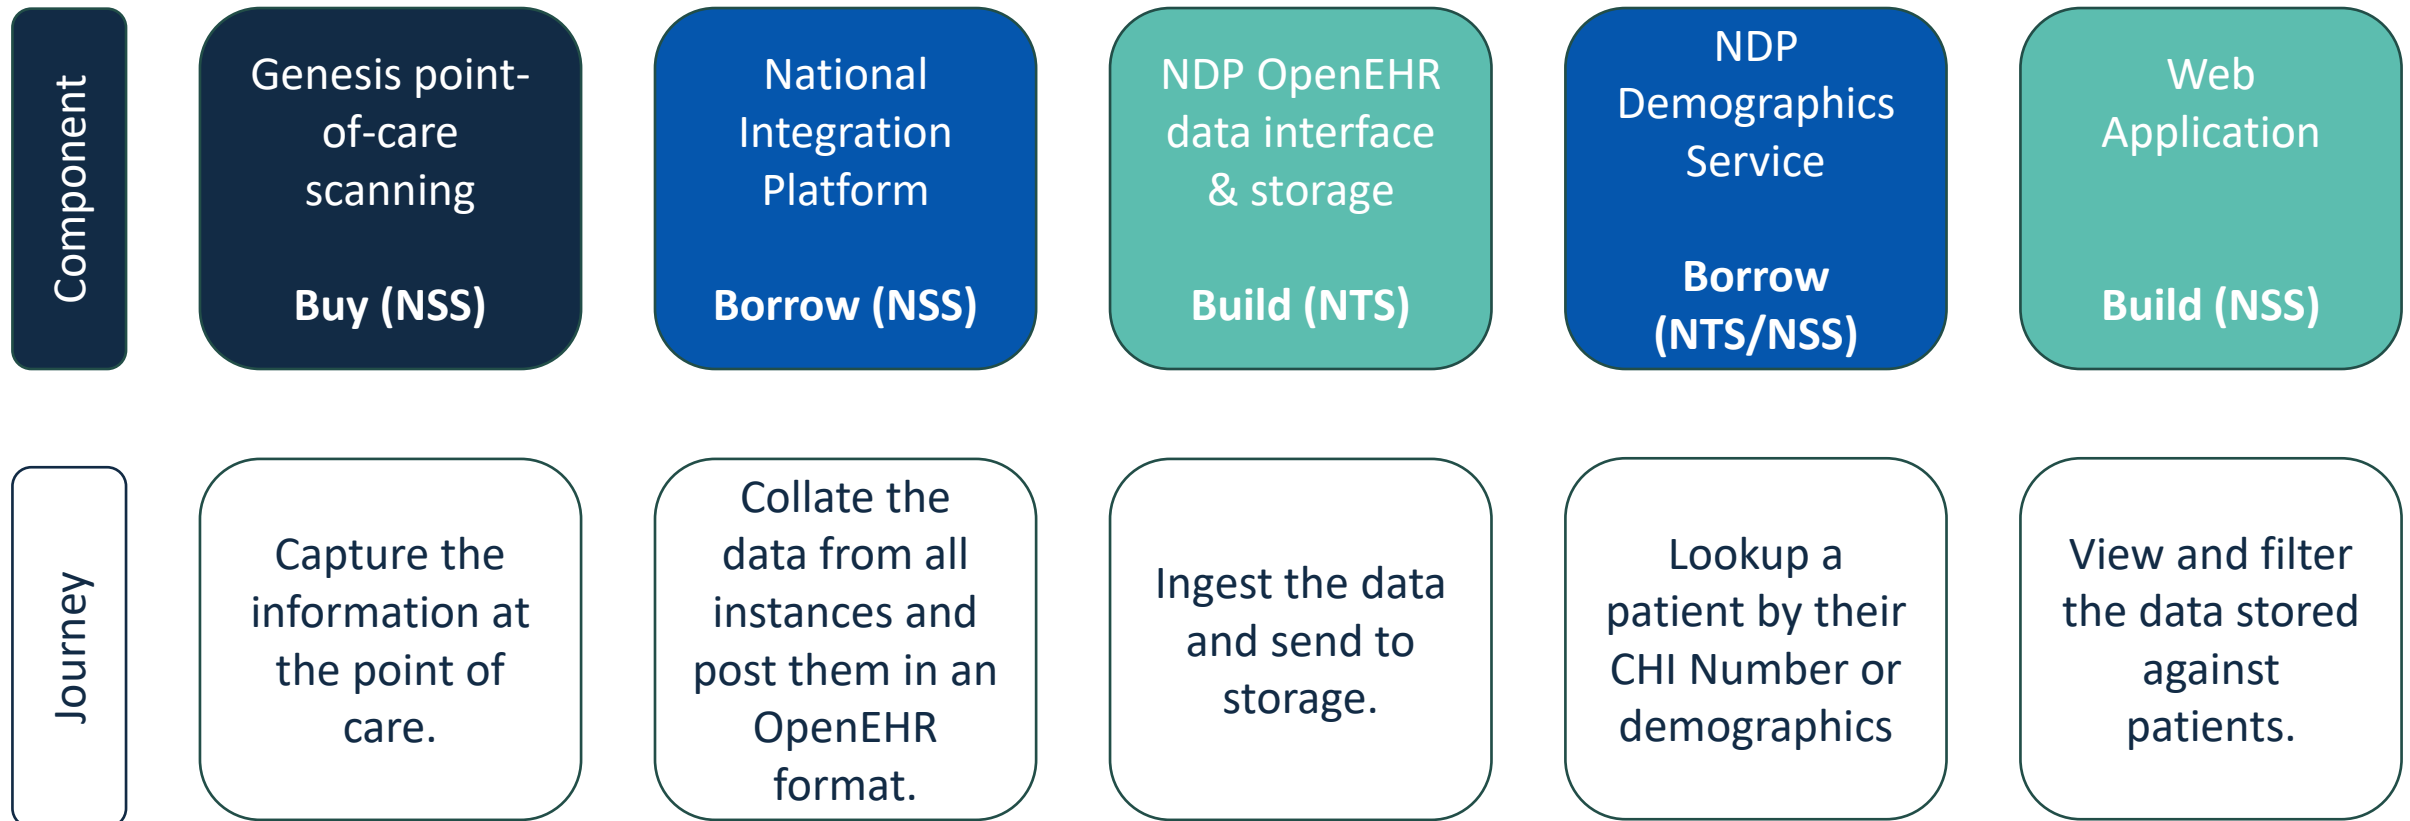 Component
Genesis point-
of-care
scanning
Buy (NSS)
National
Integration
Platform
Borrow (NSS)
NDP OpenEHR
data interface
& storage
Build (NTS)
NDP
Demographics
Service
Borrow
(NTS/NSS)
Web
Application
Build (NSS)
Journey
Capture the
information at
the point of
care.
Collate the
data from all
instances and
post them in an
OpenEHR
format.
Ingest the data
and send to
storage.
Lookup a
patient by their
CHI Number or
demographics
View and filter
the data stored
against
patients.